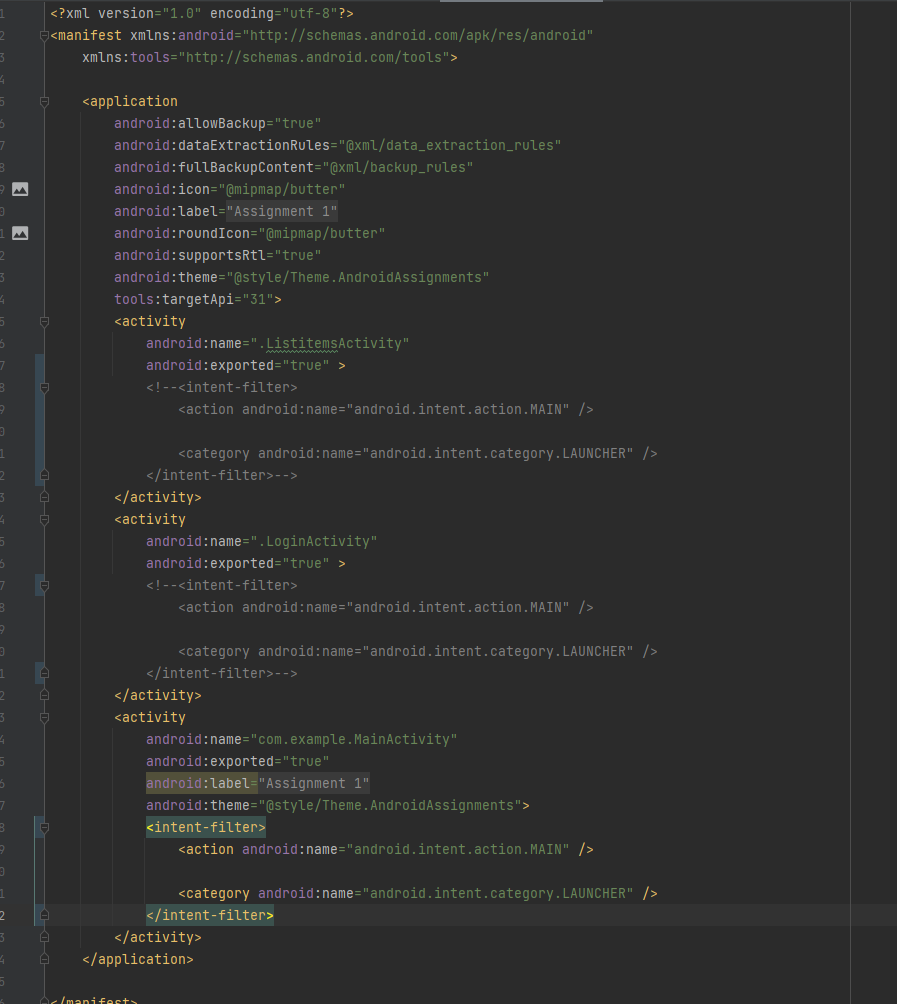 <?xml version="1.0" encoding="utf-8"?>
<manifest xmlns:android="http://schemas.android.com/apk/res/android"
    xmlns:tools="http://schemas.android.com/tools">

    <application
        android:allowBackup="true"
        android:dataExtractionRules="@xml/data_extraction_rules"
        android:fullBackupContent="@xml/backup_rules"
        android:icon="@mipmap/butter"
        android:label="Assignment 1"
        android:roundIcon="@mipmap/butter"
        android:supportsRtl="true"
        android:theme="@style/Theme.AndroidAssignments"
        tools:targetApi="31">
        <activity
            android:name=".ListitemsActivity"
            android:exported="true" >
            <!--<intent-filter>
                <action android:name="android.intent.action.MAIN" />

                <category android:name="android.intent.category.LAUNCHER" />
            </intent-filter>-->
        </activity>
        <activity
            android:name=".LoginActivity"
            android:exported="true" >
            <!--<intent-filter>
                <action android:name="android.intent.action.MAIN" />

                <category android:name="android.intent.category.LAUNCHER" />
            </intent-filter>-->
        </activity>
        <activity
            android:name="com.example.MainActivity"
            android:exported="true"
            android:label="Assignment 1"
            android:theme="@style/Theme.AndroidAssignments">
            <intent-filter>
                <action android:name="android.intent.action.MAIN" />

                <category android:name="android.intent.category.LAUNCHER" />
            </intent-filter>
        </activity>
    </application>

</manifest>